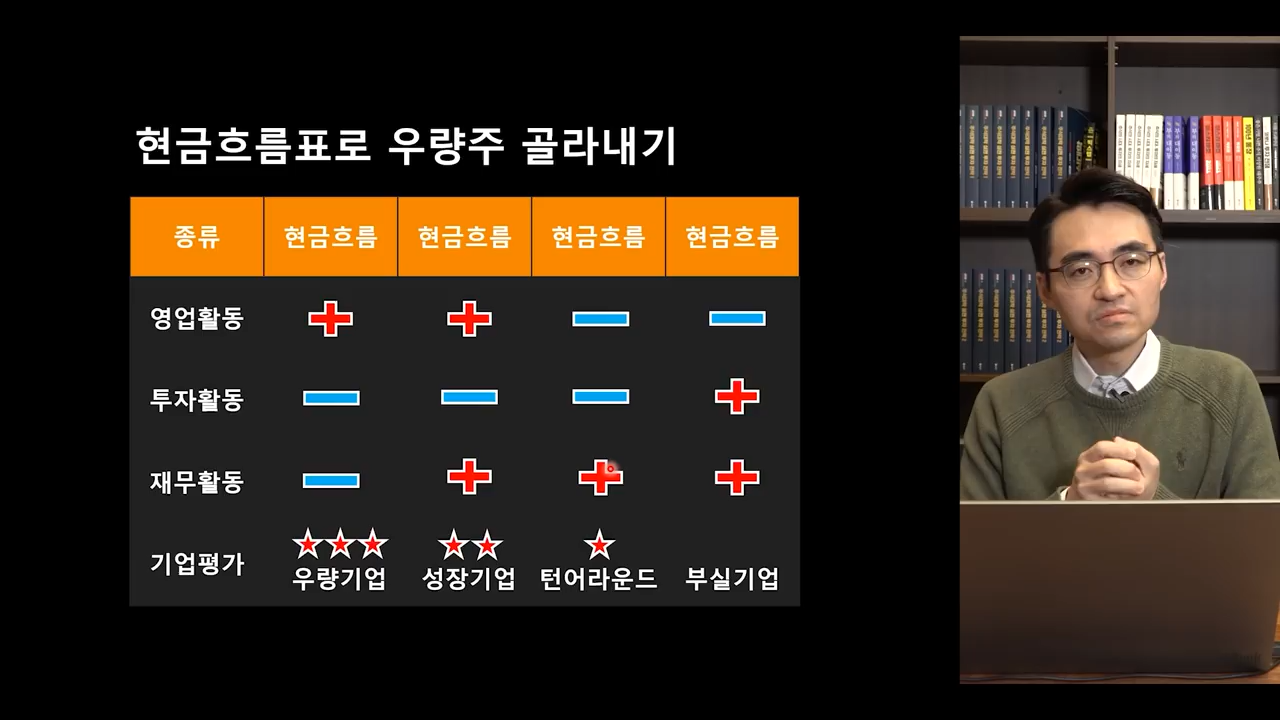 현금흐름표로 우량주 골라내기
종류 현금흐름 현금흐름 현금흐름 현금흐름
영업활동
투자활동
재무활동
기업평가
우량기업 성장기업 턴어라운드 부실기업